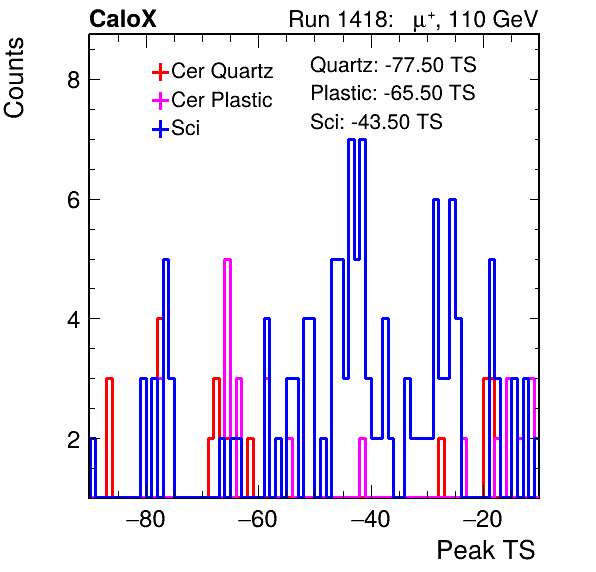 CaloX Run 1418: μ⁺, 110 GeV
Counts
Cer Quartz
Cer Plastic
Sci
Quartz: -77.50 TS
Plastic: -65.50 TS
Sci: -43.50 TS
8
6
4
2
−80 −60 −40 −20
Peak TS